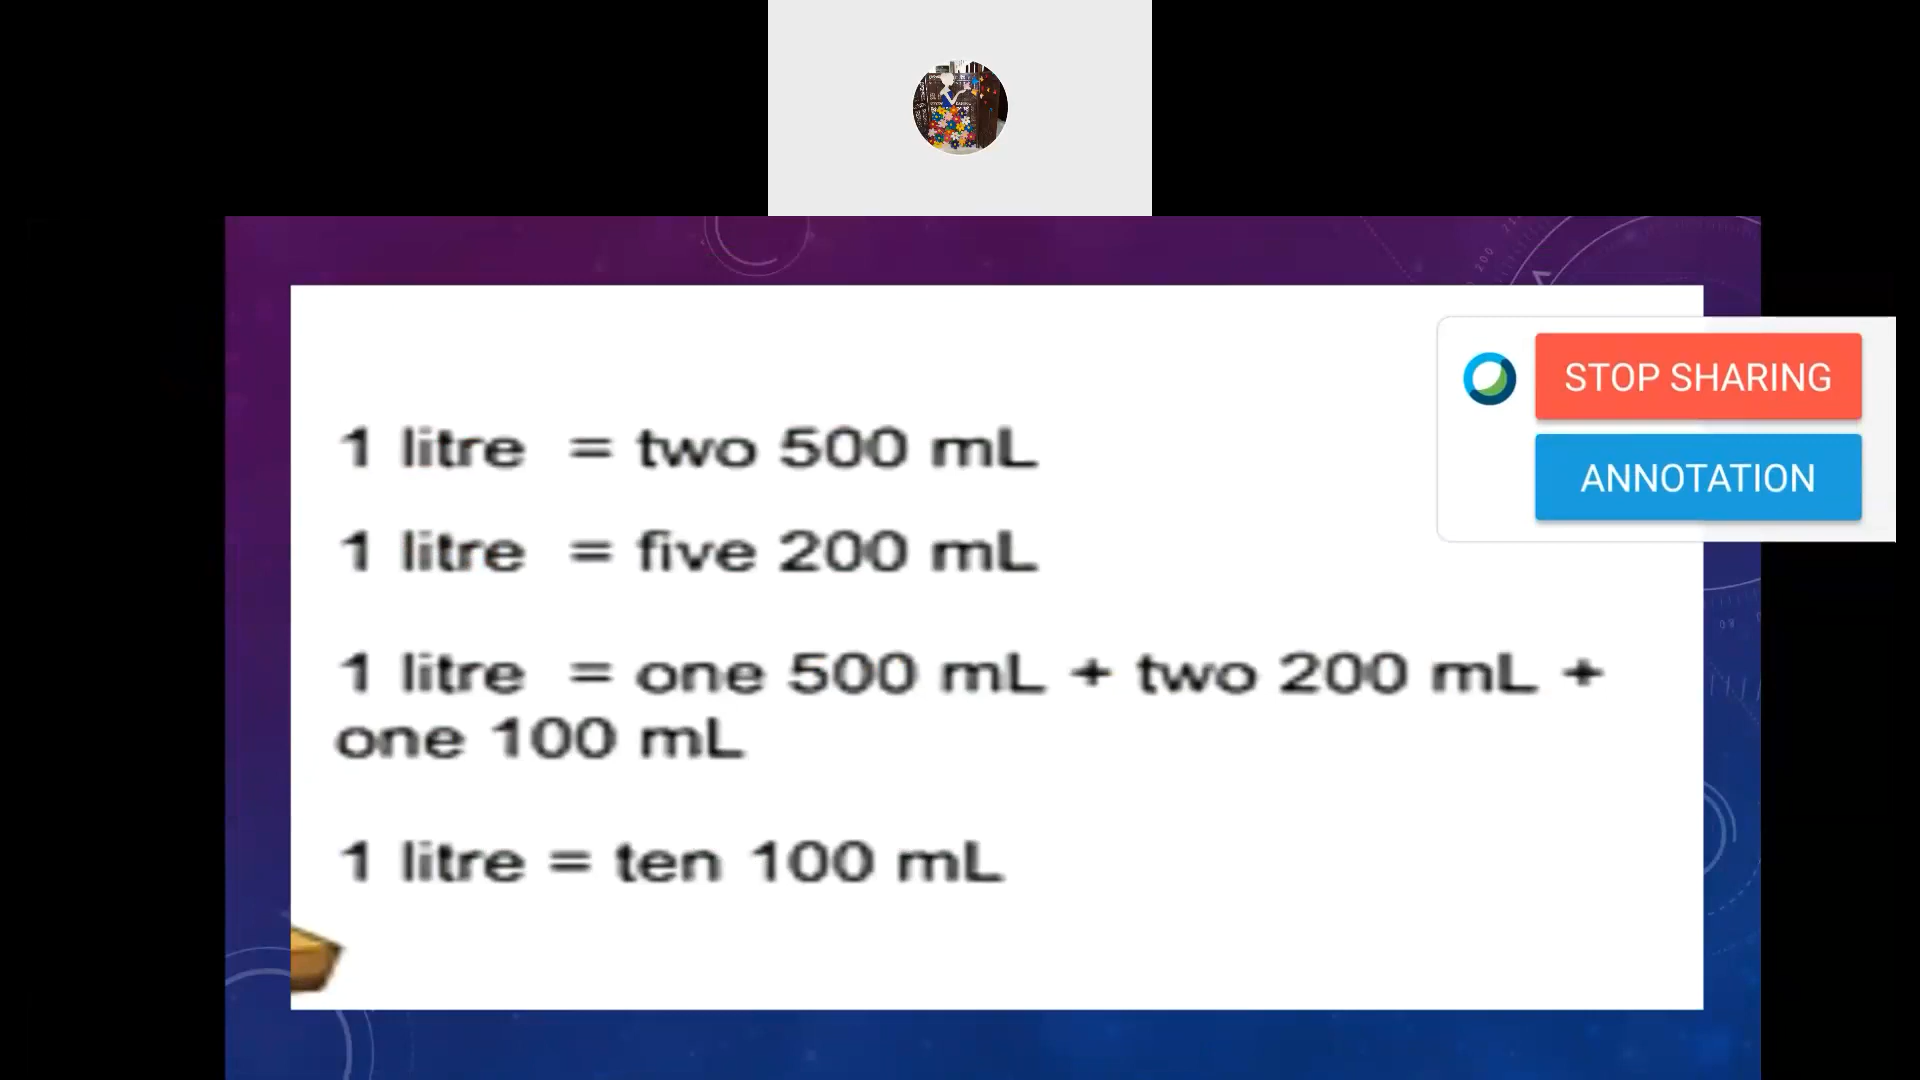 1 litre = two 500 mL
STOP SHARING
ANNOTATION
1 litre = five 200 mL
1 litre = one 500 mL + two 200 mL +
one 100 mL
1 litre = ten 100 mL